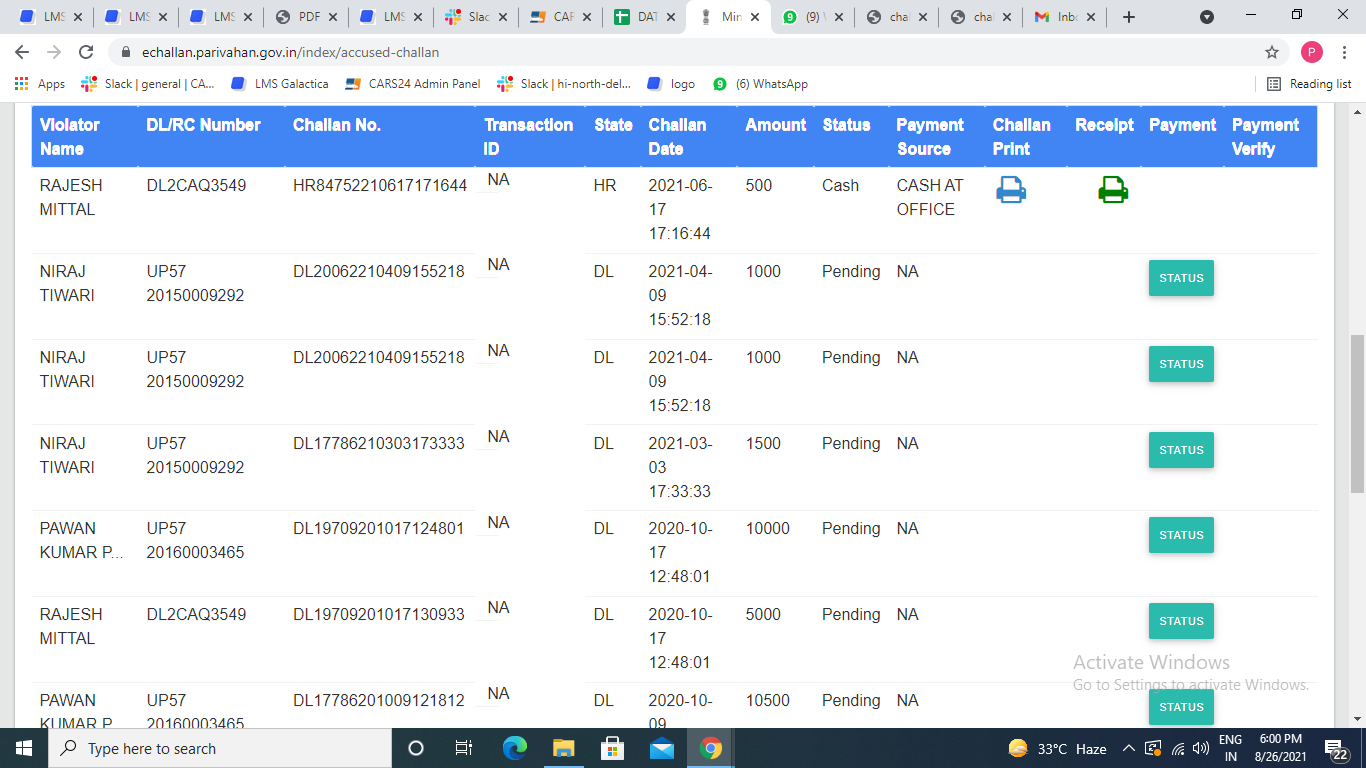 LMS LMS LMS PDF LMS Slac CAR DAT Min (9) cha cha Inb
echallan.parivahan.gov.in/index/accused-challan P
Apps Slack | general | CA... LMS Galactica CARS24 Admin Panel Slack | hi-north-del... logo 9 (6) WhatsApp Reading list
Violator Name DL/RC Number Challan No. Transaction ID State Challan Date Amount Status Payment Source Challan Print Receipt Payment Payment Verify
RAJESH DL2CAQ3549 HR84752210617171644 NA HR 2021-06- 500 Cash CASH AT
MITTAL 17 OFFICE
17:16:44
NIRAJ UP57 DL20062210409155218 NA DL 2021-04- 1000 Pending NA STATUS
TIWARI 20150009292 09
15:52:18
NIRAJ UP57 DL20062210409155218 NA DL 2021-04- 1000 Pending NA STATUS
TIWARI 20150009292 09
15:52:18
NIRAJ UP57 DL17786210303173333 NA DL 2021-03- 1500 Pending NA STATUS
TIWARI 20150009292 03
17:33:33
PAWAN UP57 DL19709201017124801 NA DL 2020-10- 10000 Pending NA STATUS
KUMAR P... 20160003465 17
12:48:01
RAJESH DL2CAQ3549 DL19709201017130933 NA DL 2020-10- 5000 Pending NA STATUS
MITTAL 17
12:48:01
Activate Windows
Go to Settings to activate Windows.
PAWAN UP57 DL17786201009121812 NA DL 2020-10- 10500 Pending NA STATUS
KUMAR P 20160003465 09
Type here to search 33°C Haze ENG IN 6:00 PM 8/26/2021 22